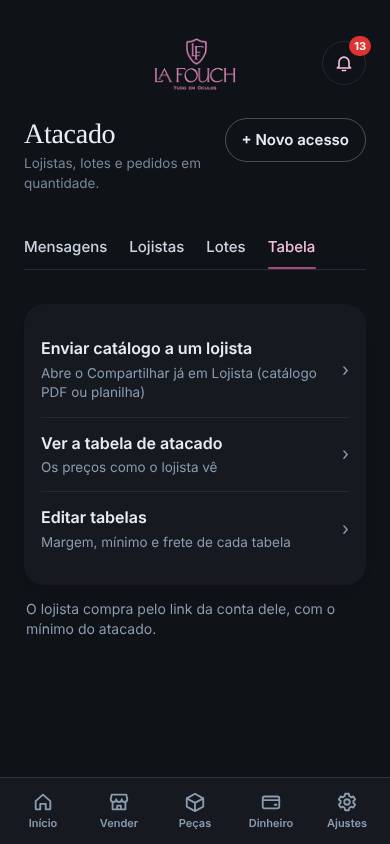 LF
LA FOUCH
TUDO EM ÓCULOS
13
Atacado
Lojistas, lotes e pedidos em
quantidade.
+ Novo acesso
Mensagens Lojistas Lotes Tabela
Enviar catálogo a um lojista
Abre o Compartilhar já em Lojista (catálogo
PDF ou planilha)
Ver a tabela de atacado
Os preços como o lojista vê
Editar tabelas
Margem, mínimo e frete de cada tabela
O lojista compra pelo link da conta dele, com o
mínimo do atacado.
Início Vender Peças Dinheiro Ajustes